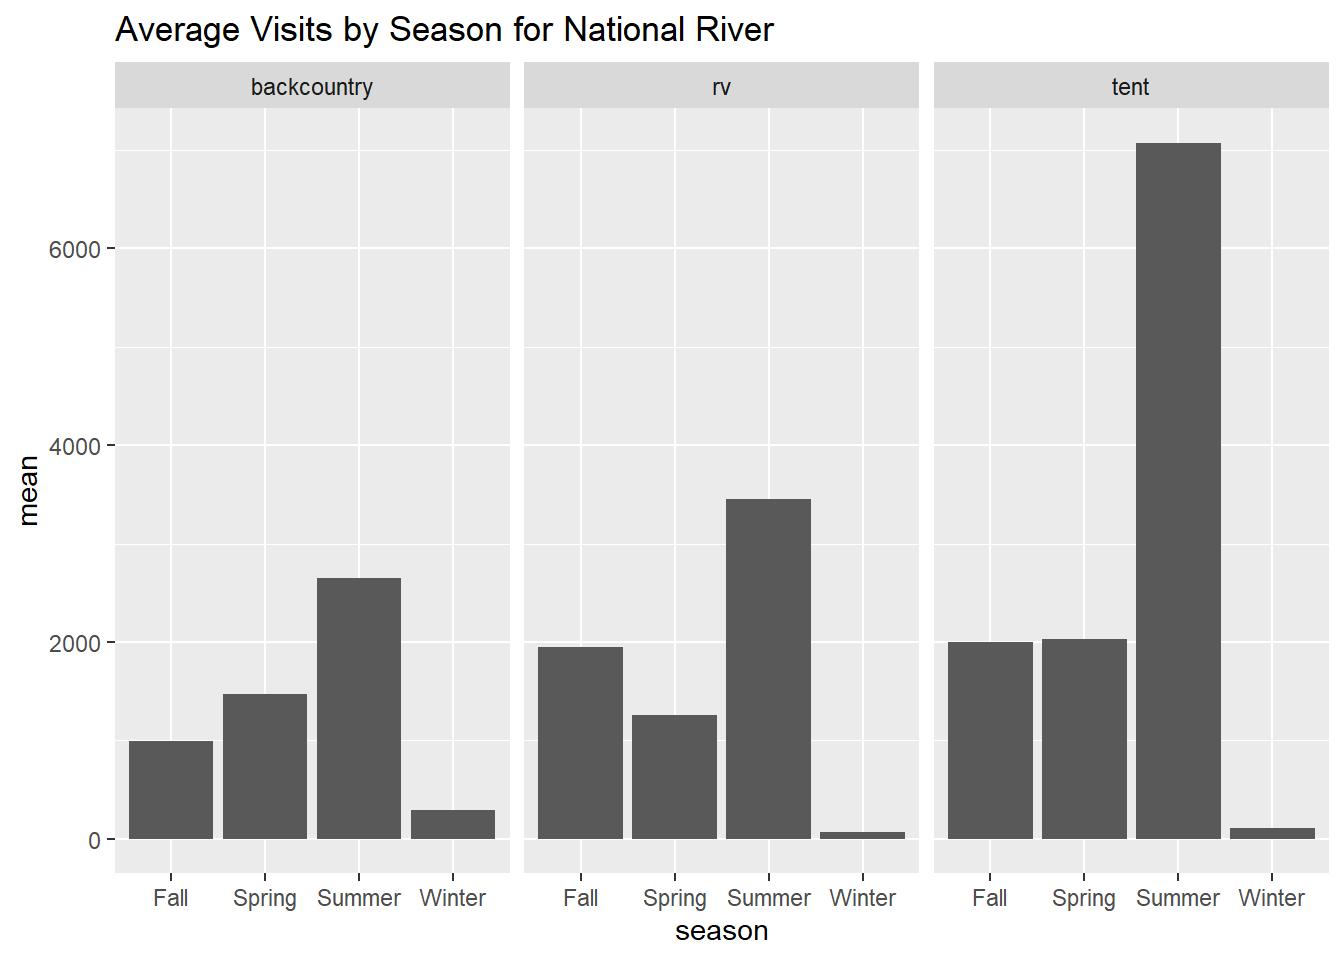 Average Visits by Season for National River
backcountry
rv
tent
mean
6000
4000
2000
0
Fall Spring Summer Winter
Fall Spring Summer Winter
Fall Spring Summer Winter
season